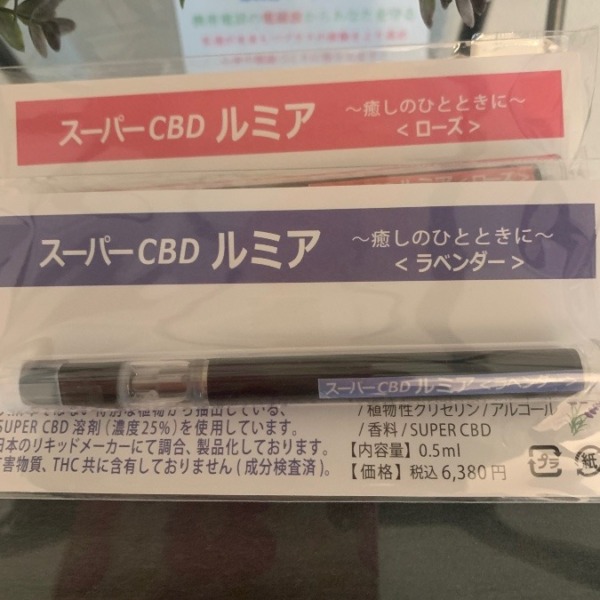 スーパーCBD ルミア
～癒しのひとときに～
＜ ローズ ＞
スーパーCBD ルミア
～癒しのひとときに～
＜ ラベンダー ＞
スーパーCBD ルミア ＜ラベンダー
から抽出している、
SUPER CBD 溶剤 ( 濃度25% ) を使用しています。
日本のリキッドメーカーにて調合、製品化しております。
害物質、THC 共に含有しておりません ( 成分検査済 )。
/ 植物性グリセリン / アルコール
/ 香料 / SUPER CBD
【内容量】 0.5ml
【価格】 税込 6,380 円
プラ
紙